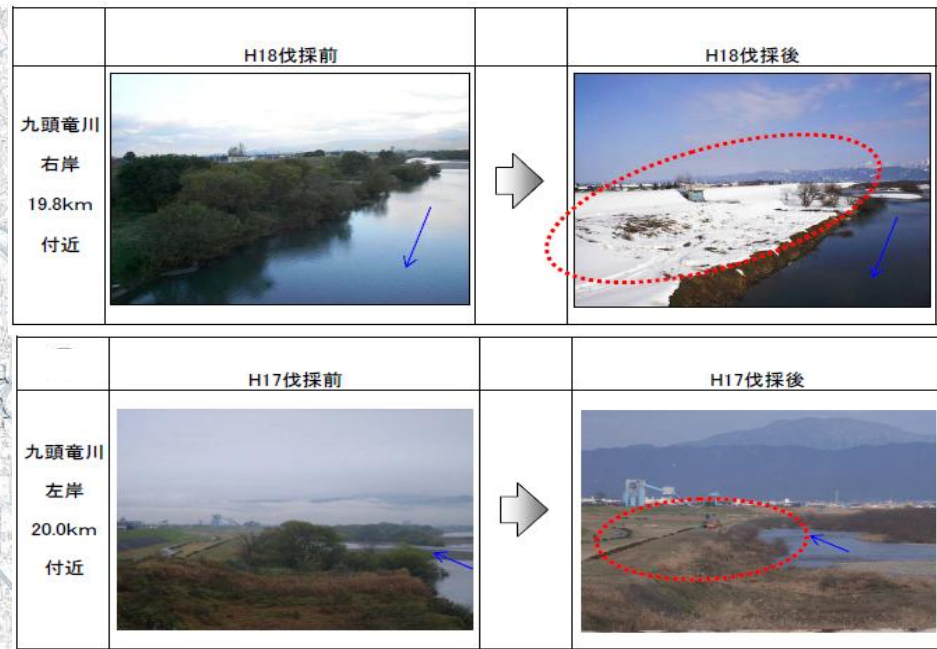 H18伐採前
H18伐採後
九頭竜川
右岸
19.8km
付近
H17伐採前
H17伐採後
九頭竜川
左岸
20.0km
付近